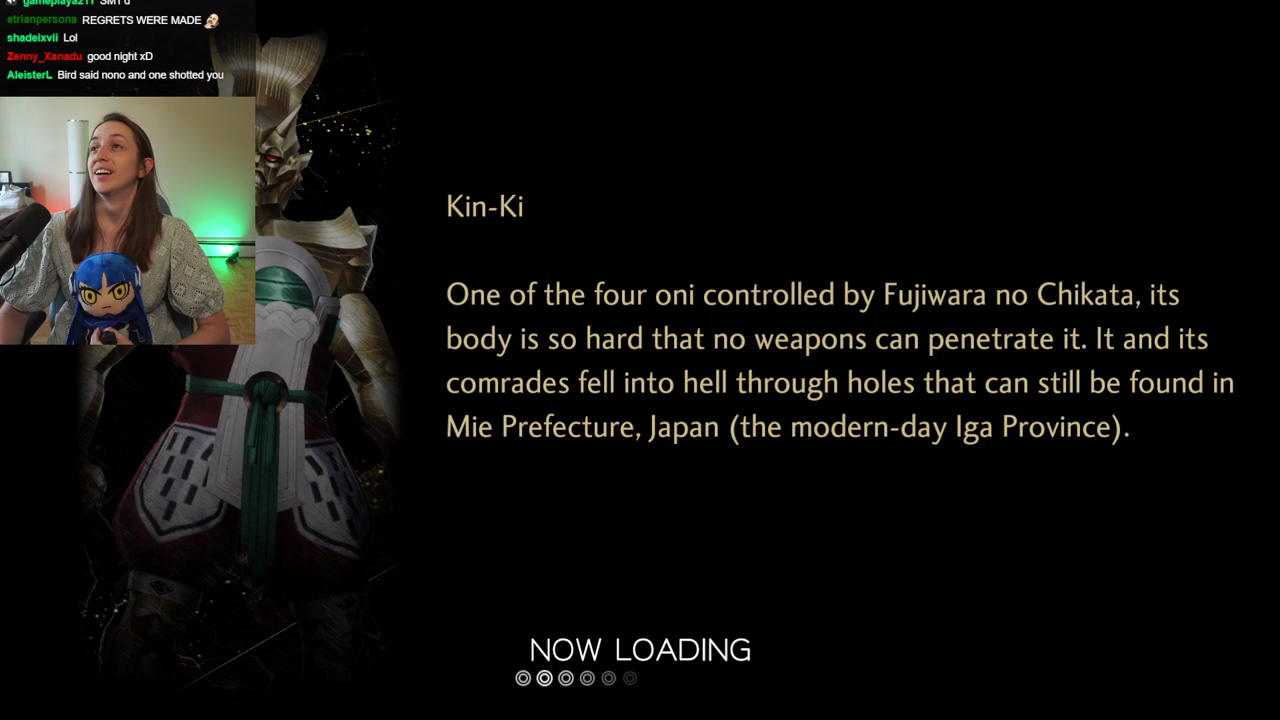 gameplaya211 SMT d
etrianpersona REGRETS WERE MADE
shadeixvii Lol
Zenny_Xanadu good night xD
AleisterL Bird said nono and one shotted you
Kin-Ki
One of the four oni controlled by Fujiwara no Chikata, its
body is so hard that no weapons can penetrate it. It and its
comrades fell into hell through holes that can still be found in
Mie Prefecture, Japan (the modern-day Iga Province).
NOW LOADING